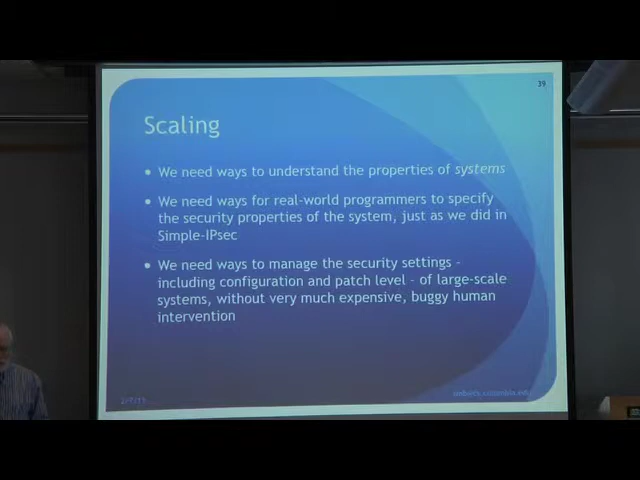 39
Scaling
• We need ways to understand the properties of systems
• We need ways for real-world programmers to specify
the security properties of the system, just as we did in
Simple-IPsec
• We need ways to manage the security settings -
including configuration and patch level - of large-scale
systems, without very much expensive, buggy human
intervention